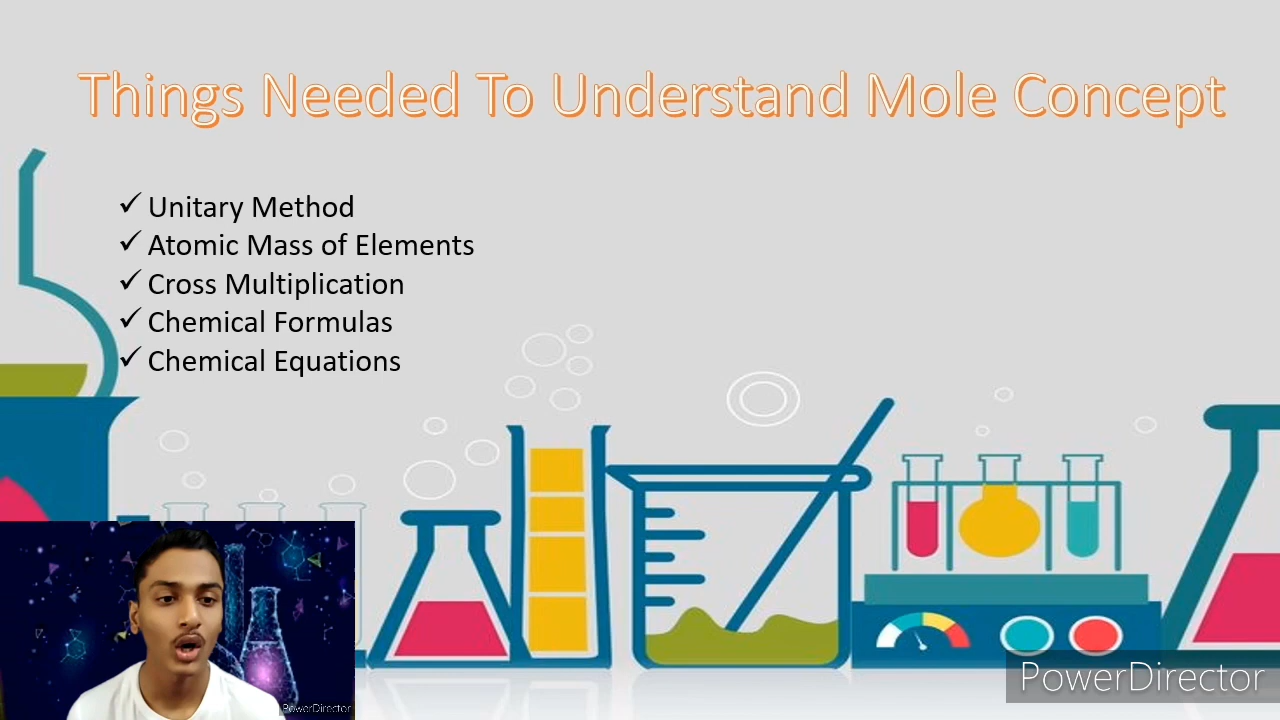 Things Needed To Understand Mole Concept
✓ Unitary Method
✓ Atomic Mass of Elements
✓ Cross Multiplication
✓ Chemical Formulas
✓ Chemical Equations
PowerDirector
PowerDirector